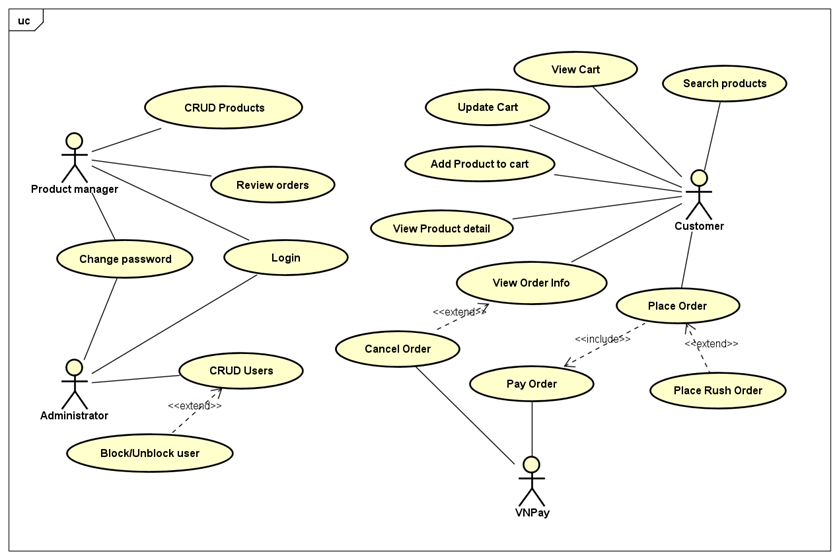 uc
View Cart
Search products
CRUD Products
Update Cart
Add Product to cart
Product manager
Review orders
View Product detail
Customer
Change password
Login
View Order Info
Place Order
<<extend>>
<<include>>
<<extend>>
Cancel Order
CRUD Users
Pay Order
Place Rush Order
Administrator
<<extend>>
Block/Unblock user
VNPay